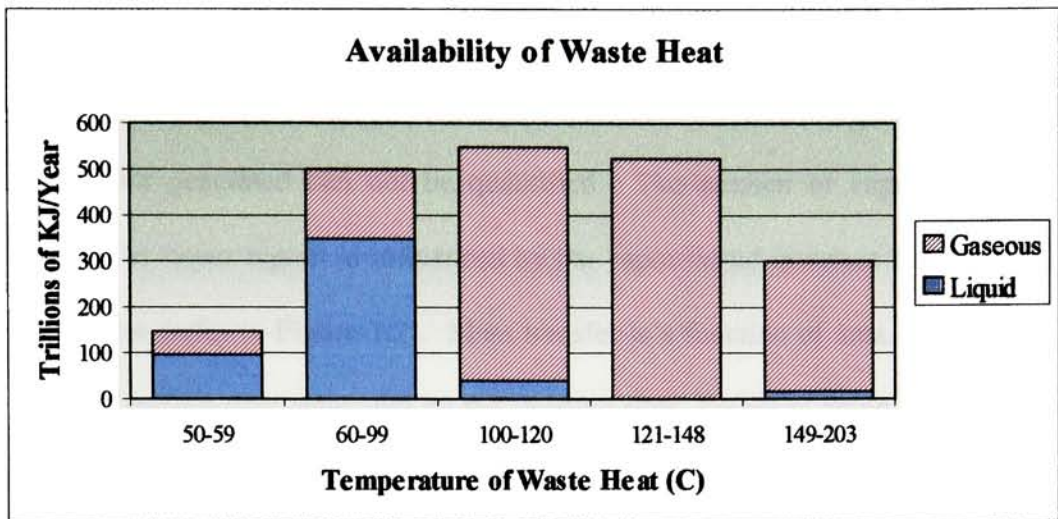 Availability of Waste Heat
Trillions of KJ/Year
600
500
400
300
200
100
0
50-59
60-99
100-120
121-148
149-203
Temperature of Waste Heat (C)
Gaseous
Liquid